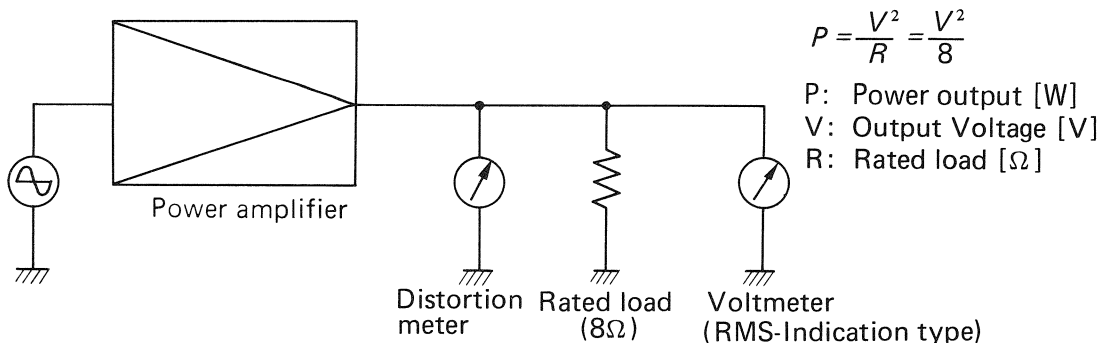 P = V²/R = V²/8
P: Power output [W]
V: Output Voltage [V]
R: Rated load [Ω]
Power amplifier
Distortion meter
Rated load (8Ω)
Voltmeter (RMS-Indication type)